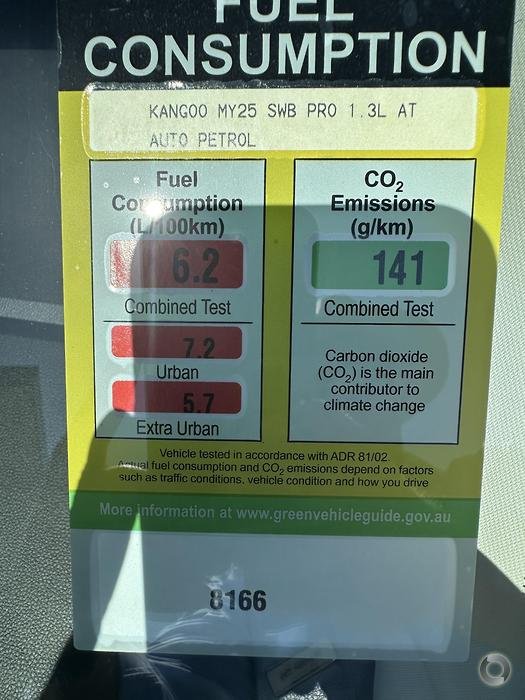 FUEL
CONSUMPTION
KANGOO MY25 SWB PRO 1.3L AT
AUTO PETROL
Fuel
Consumption
(L/100km)
6.2
Combined Test
7.2
Urban
5.7
Extra Urban
CO₂
Emissions
(g/km)
141
Combined Test
Carbon dioxide
(CO₂) is the main
contributor to
climate change
Vehicle tested in accordance with ADR 81/02.
Actual fuel consumption and CO₂ emissions depend on factors
such as traffic conditions, vehicle condition and how you drive
More information at www.greenvehicleguide.gov.au
8166